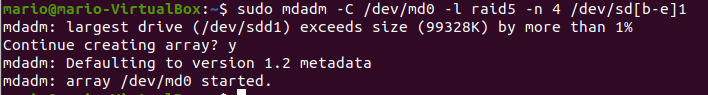 mario@mario-VirtualBox:~$ sudo mdadm -C /dev/md0 -l raid5 -n 4 /dev/sd[b-e]1
mdadm: largest drive (/dev/sdd1) exceeds size (99328K) by more than 1%
Continue creating array? y
mdadm: Defaulting to version 1.2 metadata
mdadm: array /dev/md0 started.